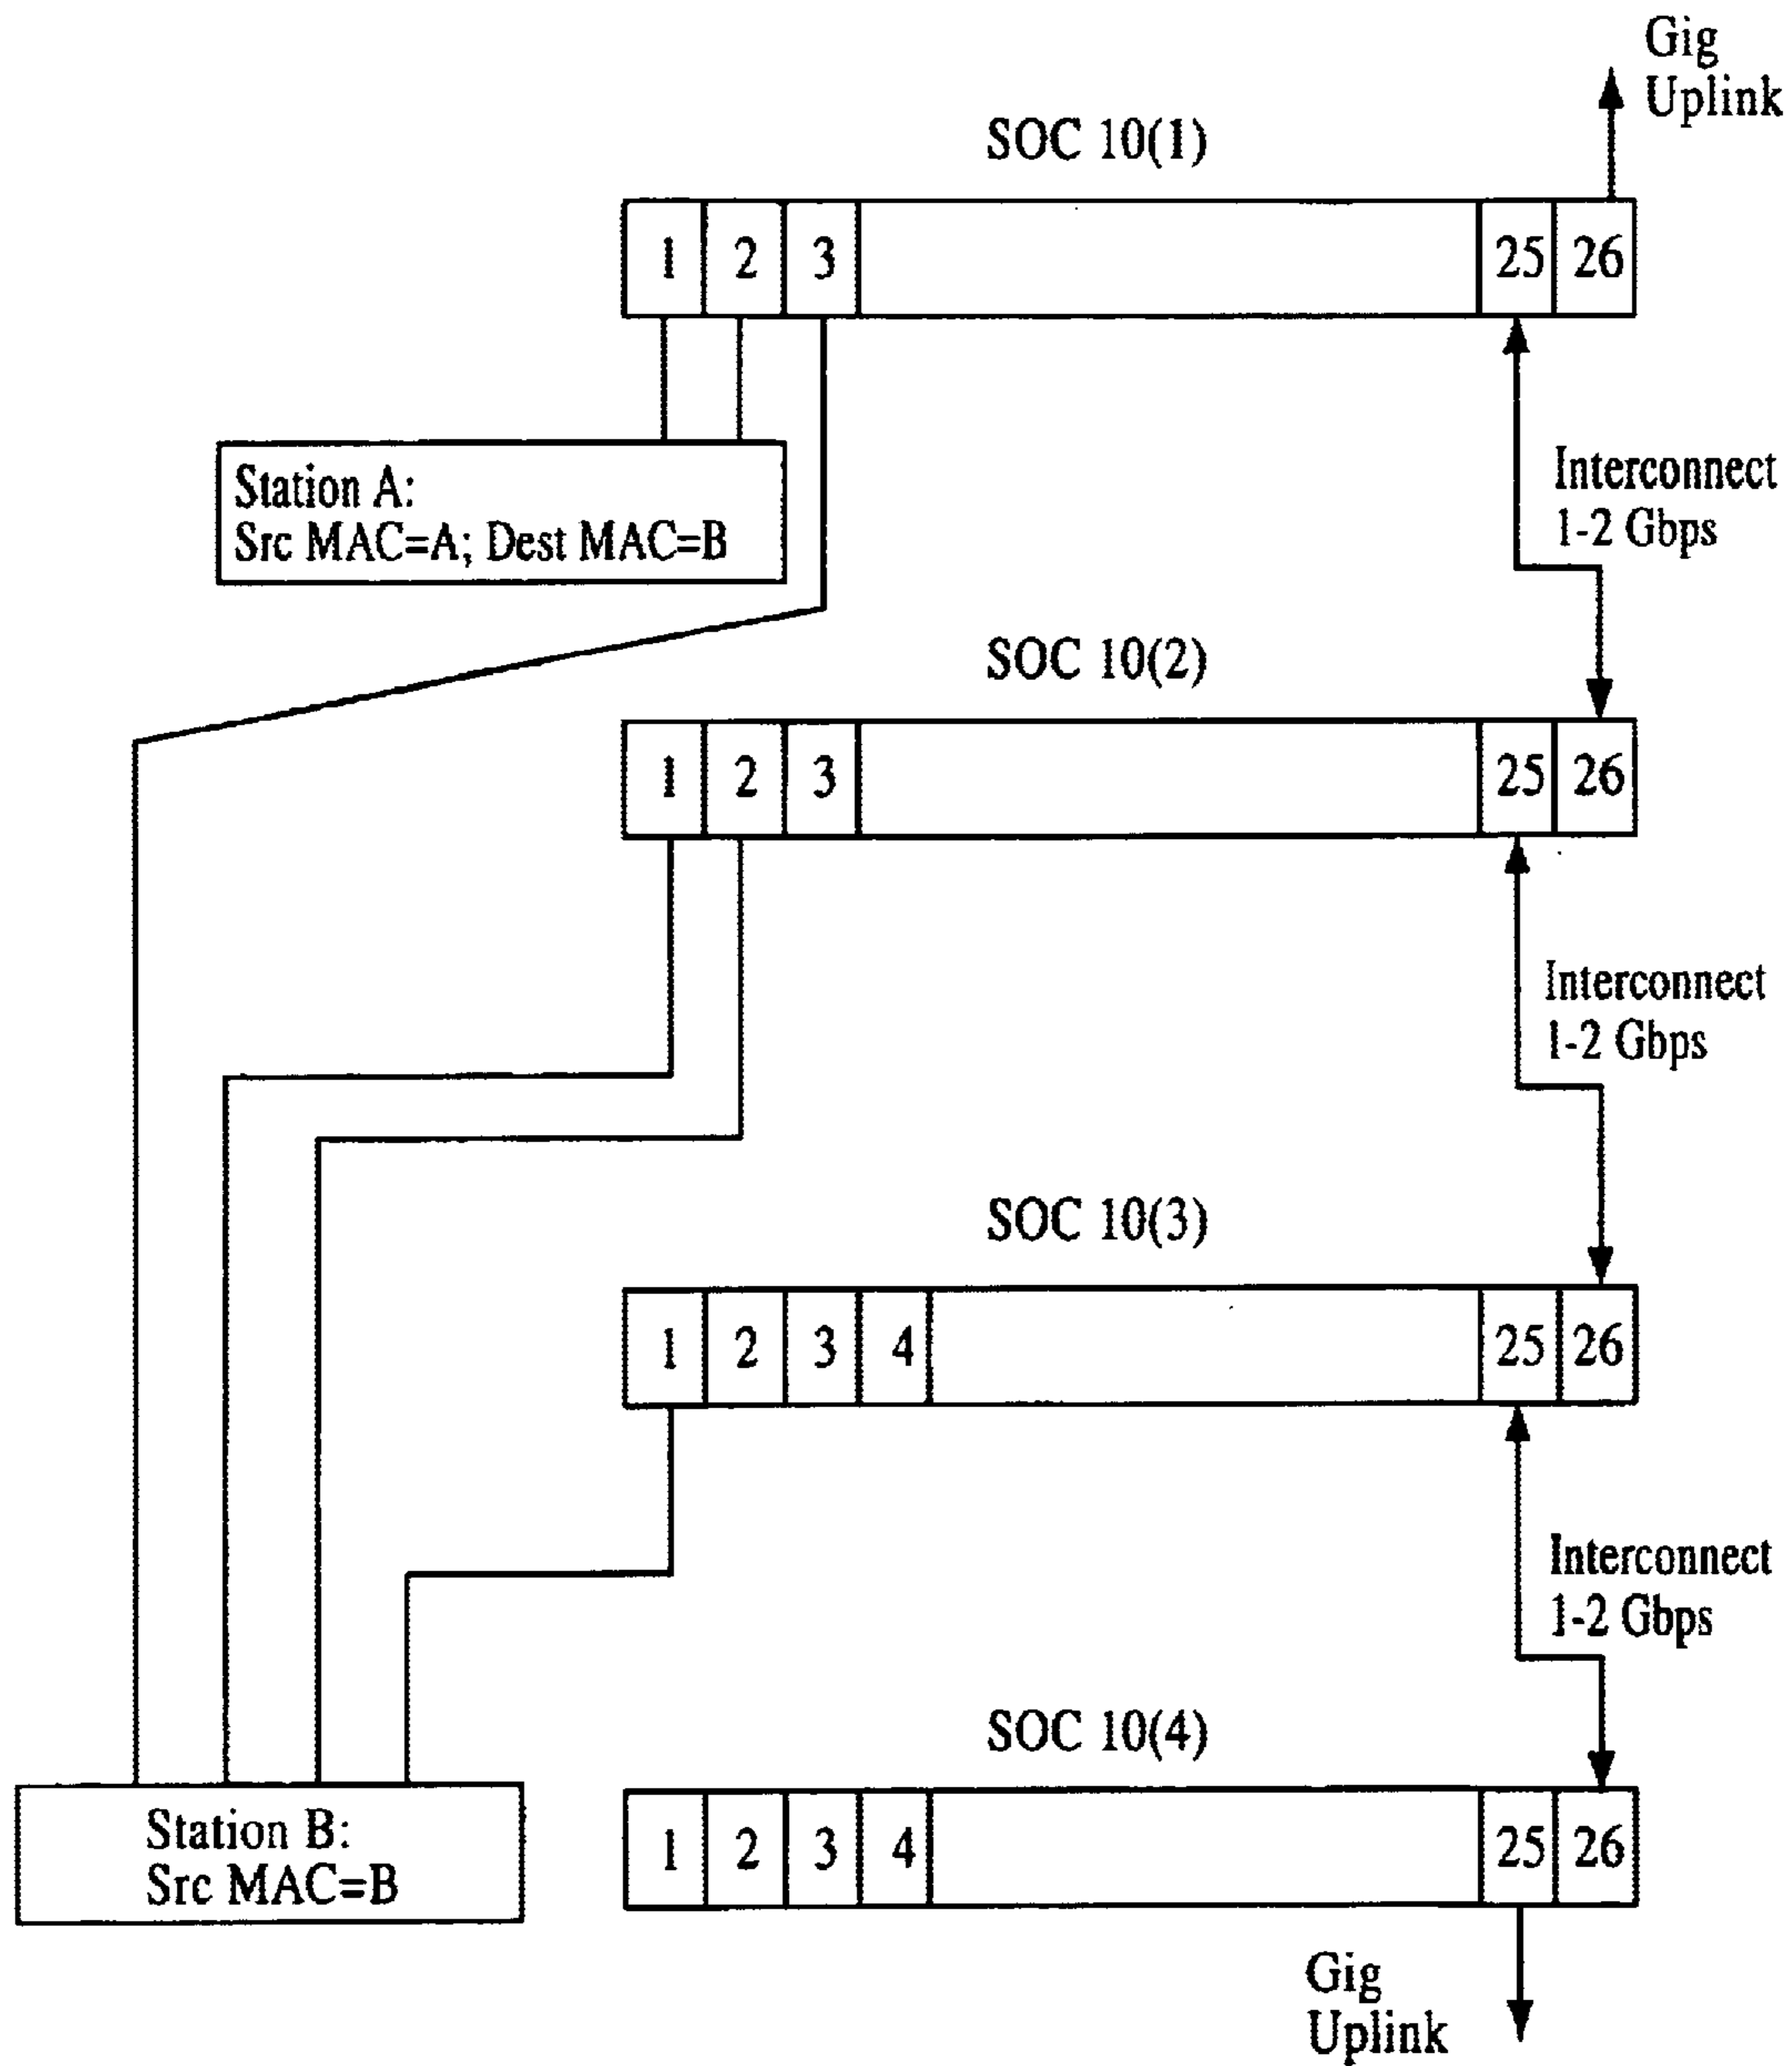 Gig
Uplink
SOC 10(1)
1 2 3 25 26
Station A:
Src MAC=A; Dest MAC=B
Interconnect
1-2 Gbps
SOC 10(2)
1 2 3 25 26
Interconnect
1-2 Gbps
SOC 10(3)
1 2 3 4 25 26
Interconnect
1-2 Gbps
SOC 10(4)
1 2 3 4 25 26
Station B:
Src MAC=B
Gig
Uplink